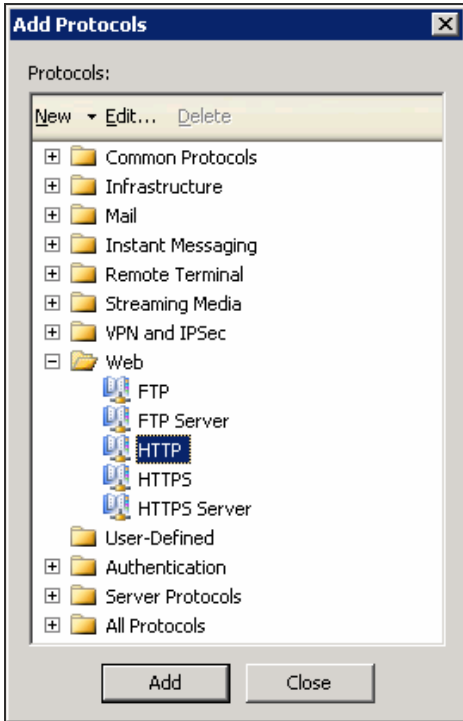 Add Protocols
Protocols:
New Edit... Delete
Common Protocols
Infrastructure
Mail
Instant Messaging
Remote Terminal
Streaming Media
VPN and IPSec
Web
FTP
FTP Server
HTTP
HTTPS
HTTPS Server
User-Defined
Authentication
Server Protocols
All Protocols
Add Close